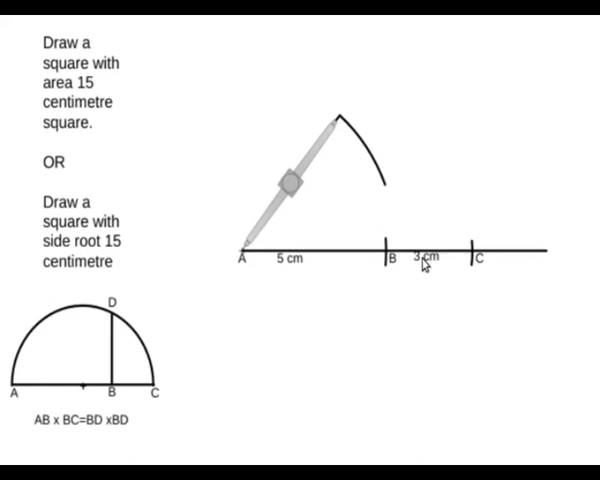 Draw a
square with
area 15
centimetre
square.
OR
Draw a
square with
side root 15
centimetre
A
5 cm
B
3 cm
C
D
A
B
C
AB x BC=BD xBD